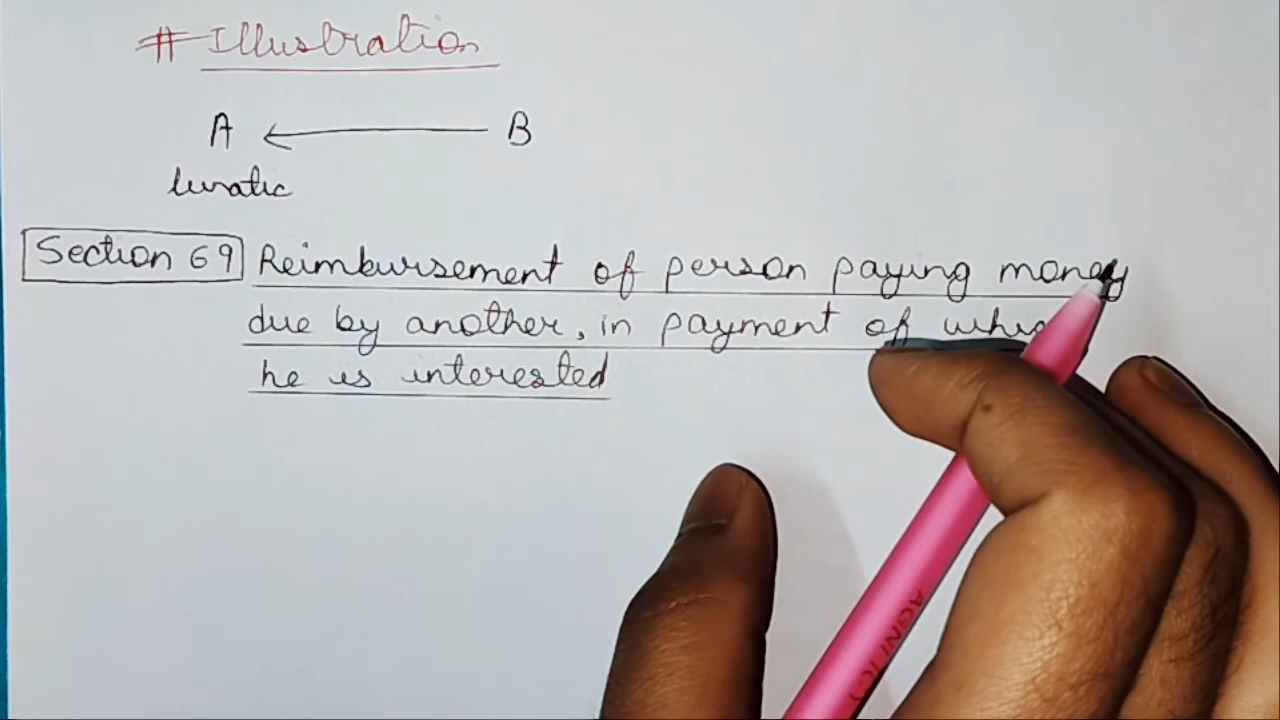 # Illustration
A ← B
lunatic
Section 69 Reimbursement of person paying money
due by another, in payment of
he is interested